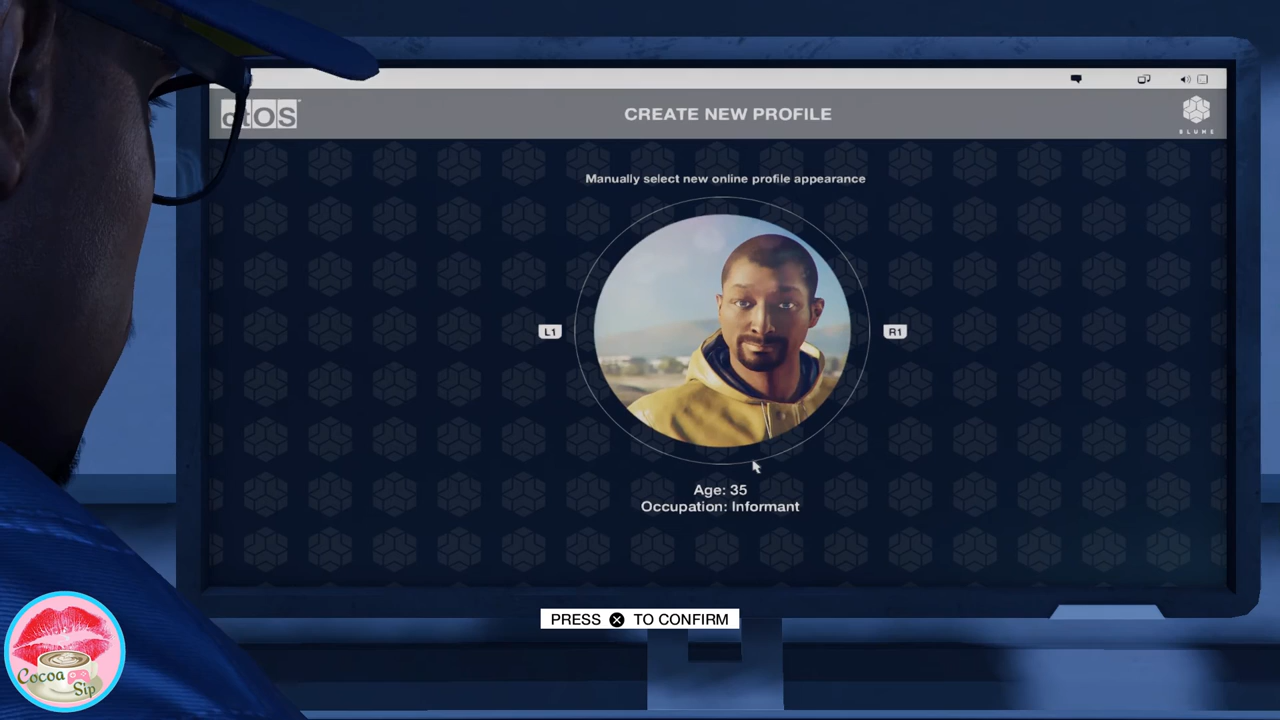 ctOS
CREATE NEW PROFILE
BLUME
Manually select new online profile appearance
L1
R1
Age: 35
Occupation: Informant
PRESS ⓧ TO CONFIRM
Cocoa
Sip